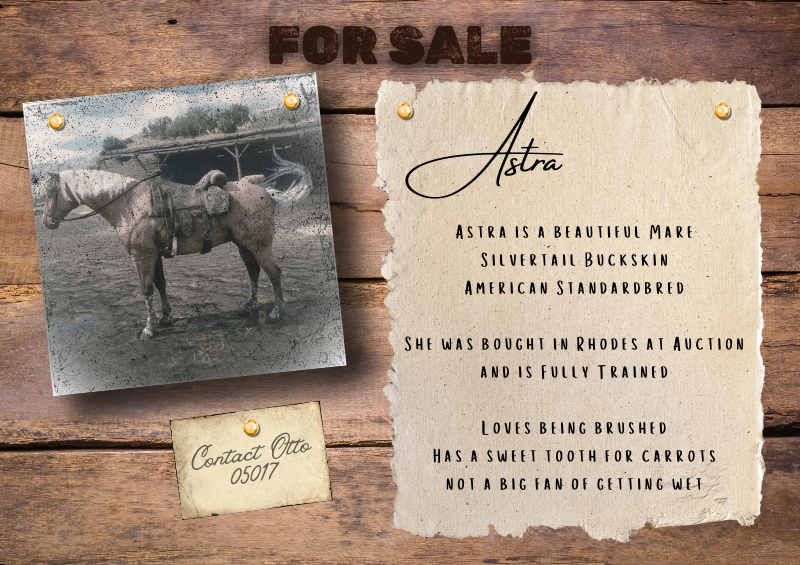 FOR SALE
Astra
ASTRA IS A BEAUTIFUL MARE
SILVERTAIL BUCKSKIN
AMERICAN STANDARDBRED
SHE WAS BOUGHT IN RHODES AT AUCTION
AND IS FULLY TRAINED
LOVES BEING BRUSHED
HAS A SWEET TOOTH FOR CARROTS
NOT A BIG FAN OF GETTING WET
Contact Otto
05017